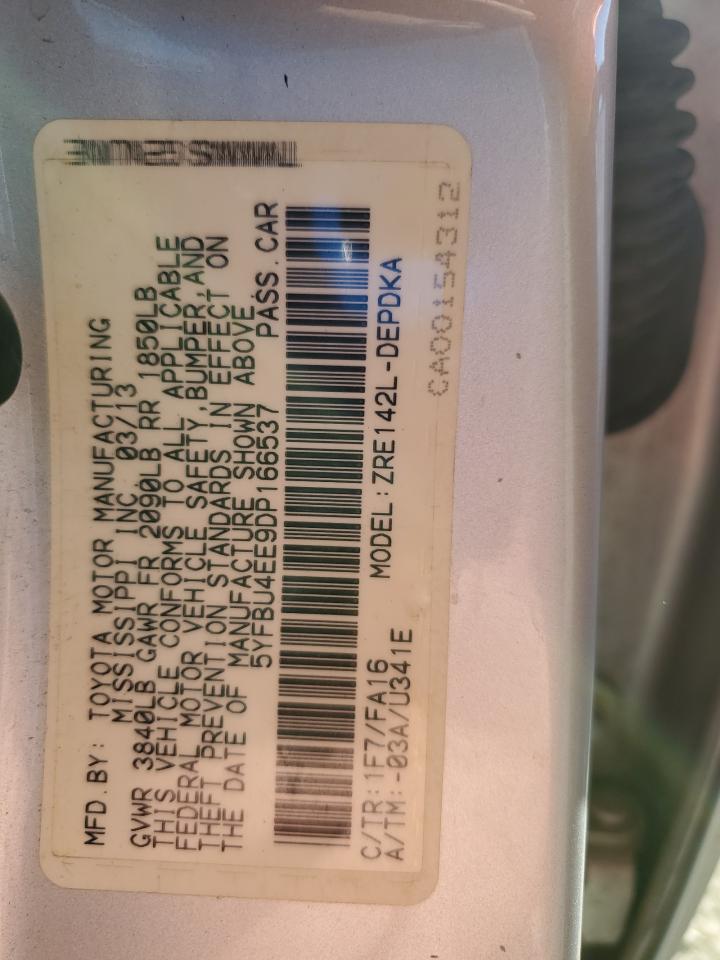 MFD.BY: TOYOTA MOTOR MANUFACTURING
MISSISSIPPI INC 03/13
GVWR 3840LB GAWR FR 2090LB RR 1850LB
THIS VEHICLE CONFORMS TO ALL APPLICABLE
FEDERAL MOTOR VEHICLE SAFETY,BUMPER,AND
THEFT PREVENTION STANDARDS IN EFFECT ON
THE DATE OF MANUFACTURE SHOWN ABOVE.
5YFBU4EE9DP166537 PASS.CAR
C/TR:1F7/FA16 MODEL:ZRE142L-DEPDKA
A/TM:-03A/U341E
CA00154312